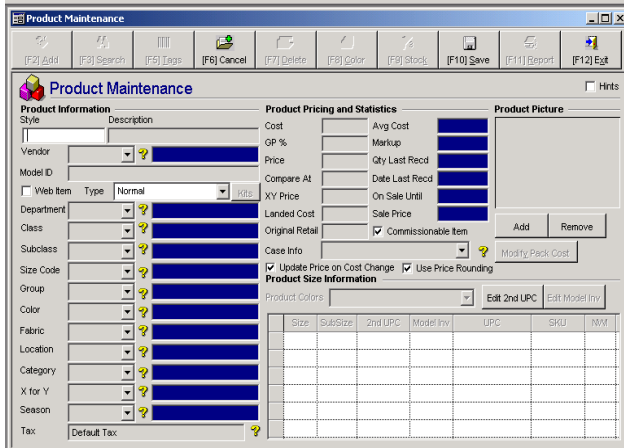 Product Maintenance
[F2] Add [F3] Search [F5] Tags [F6] Cancel [F7] Delete [F8] Color [F9] Stock [F10] Save [F11] Report [F12] Exit
Product Maintenance
Hints
Product Information Product Pricing and Statistics Product Picture
Style Description
Cost Avg Cost
Vendor
GP % Markup
Model ID
Price Qty Last Recd
Compare At Date Last Recd
Web Item Type Normal Kits
XY Price On Sale Until
Department
Landed Cost Sale Price
Class
Original Retail Commissionable Item
Add Remove
Subclass
Case Info
Modify Pack Cost
Size Code
Update Price on Cost Change Use Price Rounding
Product Size Information
Group
Product Colors
Edit 2nd UPC Edit Model Inv
Color
Size SubSize 2nd UPC Model Inv UPC SKU NVM
Fabric
Location
Category
X for Y
Season
Tax Default Tax